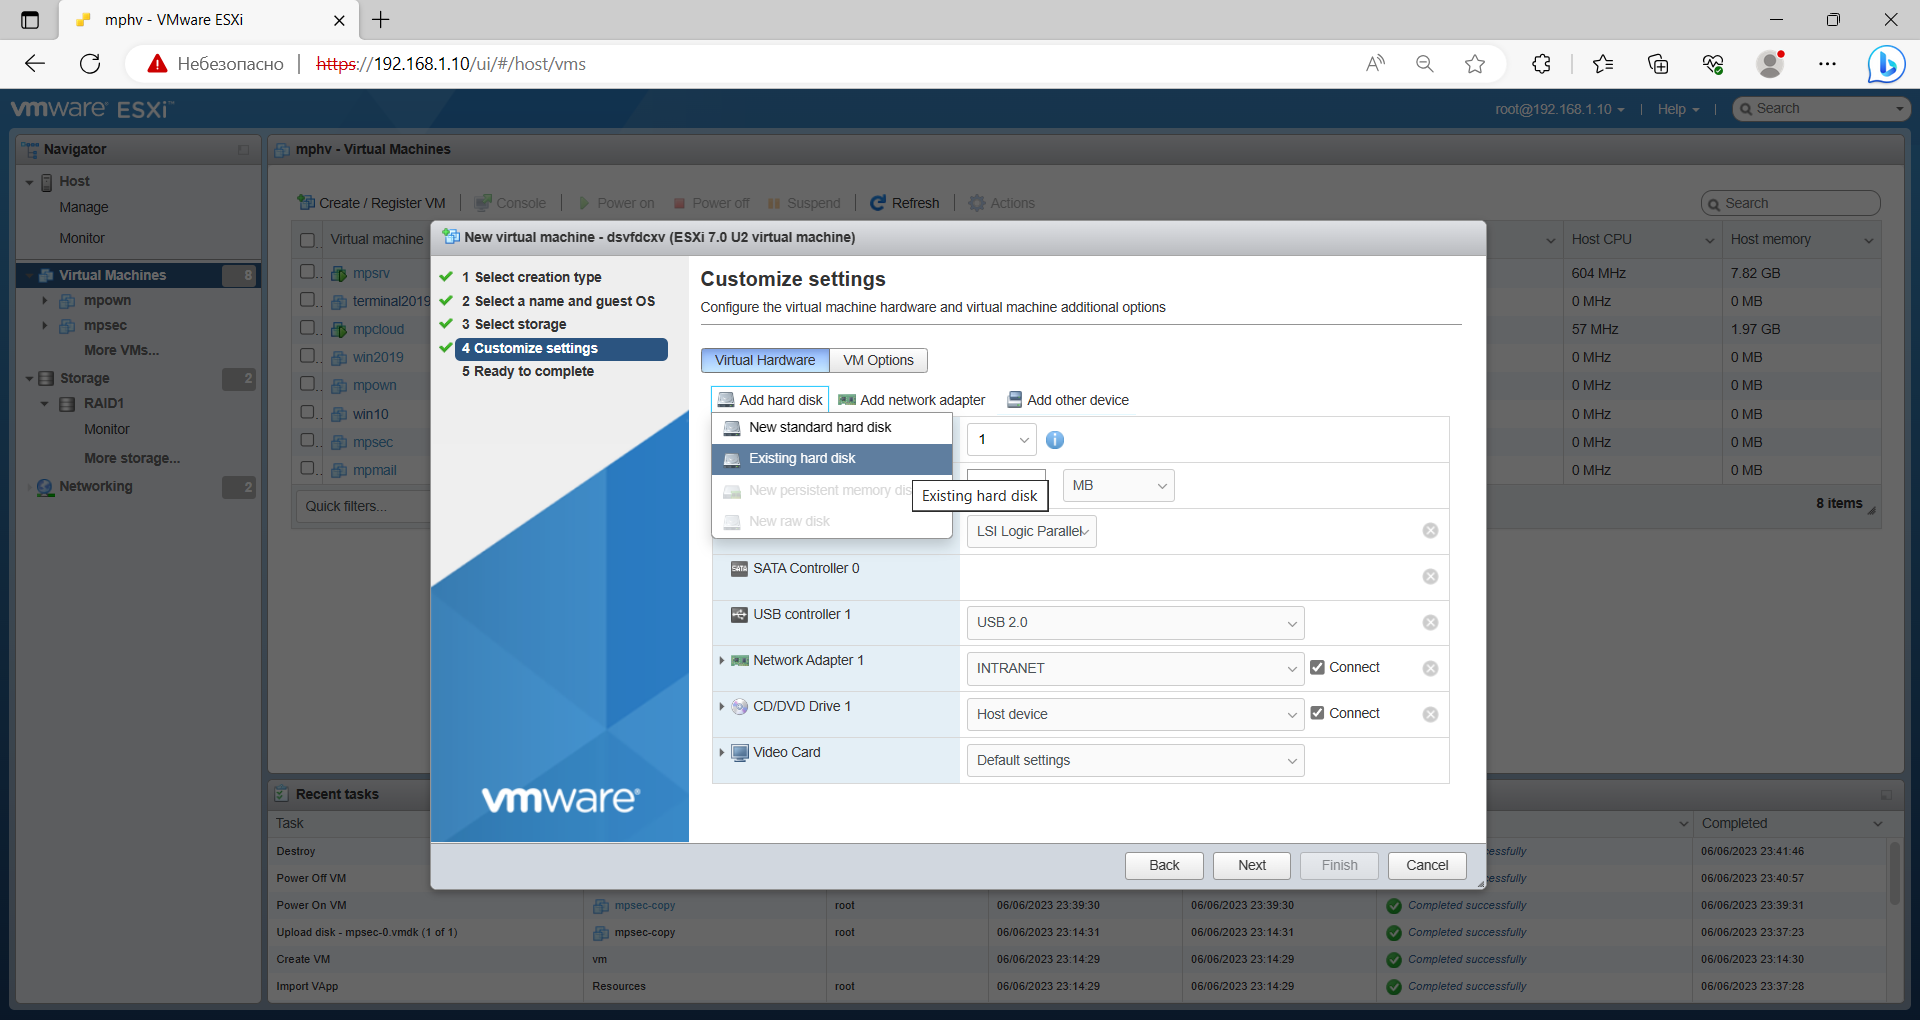 mphv - VMware ESXi
Небезопасно
https://192.168.1.10/ui/#/host/vms
vmware ESXi™
root@192.168.1.10
Help
Search
Navigator
mphv - Virtual Machines
Host
Manage
Monitor
Virtual Machines
8
mpown
mpsec
More VMs...
Storage
2
RAID1
Monitor
More storage...
Networking
2
Create / Register VM
Console
Power on
Power off
Suspend
Refresh
Actions
Search
Virtual machine
Host CPU
Host memory
mpsrv
604 MHz
7.82 GB
terminal2019
0 MHz
0 MB
mpcloud
57 MHz
1.97 GB
win2019
0 MHz
0 MB
mpown
0 MHz
0 MB
win10
0 MHz
0 MB
mpsec
0 MHz
0 MB
mpmail
0 MHz
0 MB
Quick filters...
8 items
New virtual machine - dsvfdcxv (ESXi 7.0 U2 virtual machine)
1 Select creation type
2 Select a name and guest OS
3 Select storage
4 Customize settings
5 Ready to complete
vmware®
Customize settings
Configure the virtual machine hardware and virtual machine additional options
Virtual Hardware
VM Options
Add hard disk
Add network adapter
Add other device
New standard hard disk
Existing hard disk
New persistent memory dis
New raw disk
Existing hard disk
1
MB
LSI Logic Parallel
SATA Controller 0
USB controller 1
USB 2.0
Network Adapter 1
INTRANET
Connect
CD/DVD Drive 1
Host device
Connect
Video Card
Default settings
Back
Next
Finish
Cancel
Recent tasks
Task
Completed
Destroy
essfully
06/06/2023 23:41:46
Power Off VM
essfully
06/06/2023 23:40:57
Power On VM
mpsec-copy
root
06/06/2023 23:39:30
06/06/2023 23:39:30
Completed successfully
06/06/2023 23:39:31
Upload disk - mpsec-0.vmdk (1 of 1)
mpsec-copy
root
06/06/2023 23:14:31
06/06/2023 23:14:31
Completed successfully
06/06/2023 23:37:23
Create VM
vm
06/06/2023 23:14:29
06/06/2023 23:14:29
Completed successfully
06/06/2023 23:14:30
Import VApp
Resources
root
06/06/2023 23:14:29
06/06/2023 23:14:29
Completed successfully
06/06/2023 23:37:28